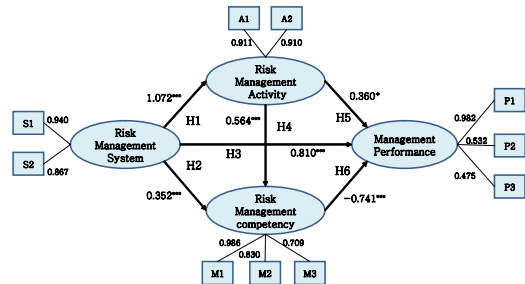 A1
A2
0.911
0.910
Risk
Management
Activity
1.072***
0.360*
P1
S1
0.940
H1
0.564***
H4
H5
0.982
Risk
Management
System
H3
0.810***
Management
Performance
0.532
P2
S2
0.867
H2
H6
0.475
P3
0.352***
Risk
Management
competency
-0.741***
0.986
0.830
0.709
M1
M2
M3